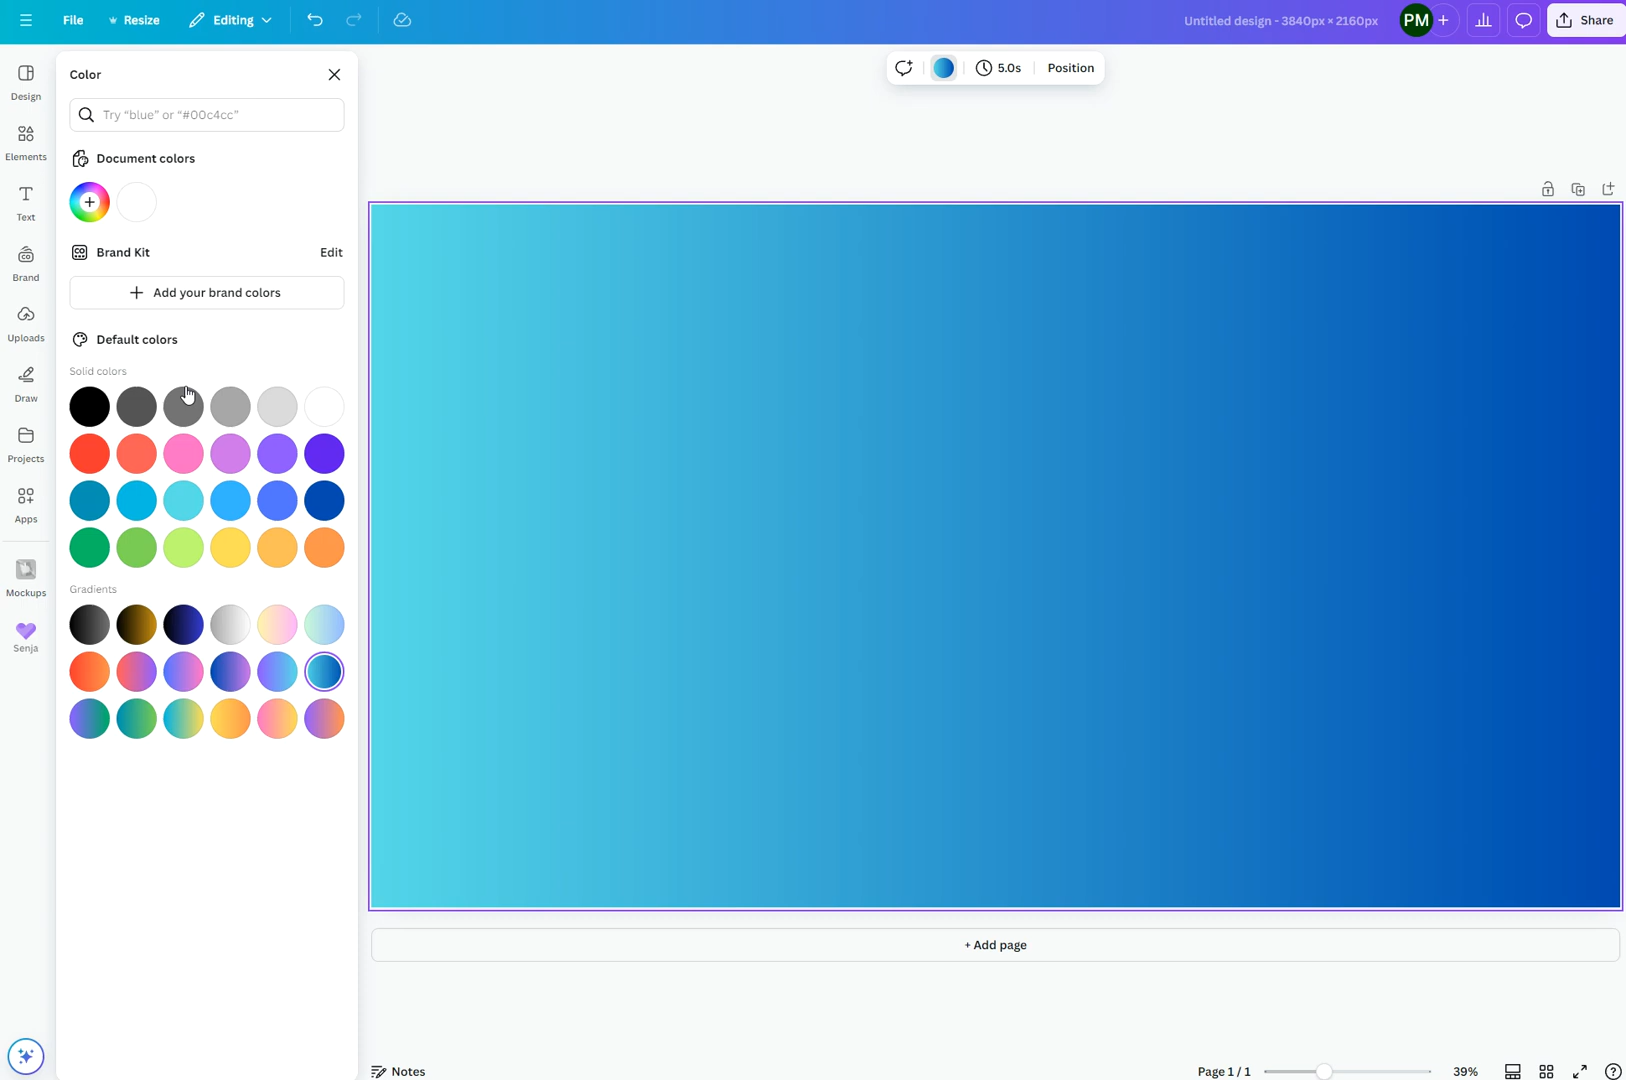 File
Resize
Editing
Untitled design - 3840px × 2160px
PM
+
Share
Design
Elements
Text
Brand
Uploads
Draw
Projects
Apps
Mockups
Senja
Color
Try “blue” or “#00c4cc”
Document colors
Brand Kit
Edit
Add your brand colors
Default colors
Solid colors
Gradients
5.0s
Position
+ Add page
Notes
Page 1 / 1
39%